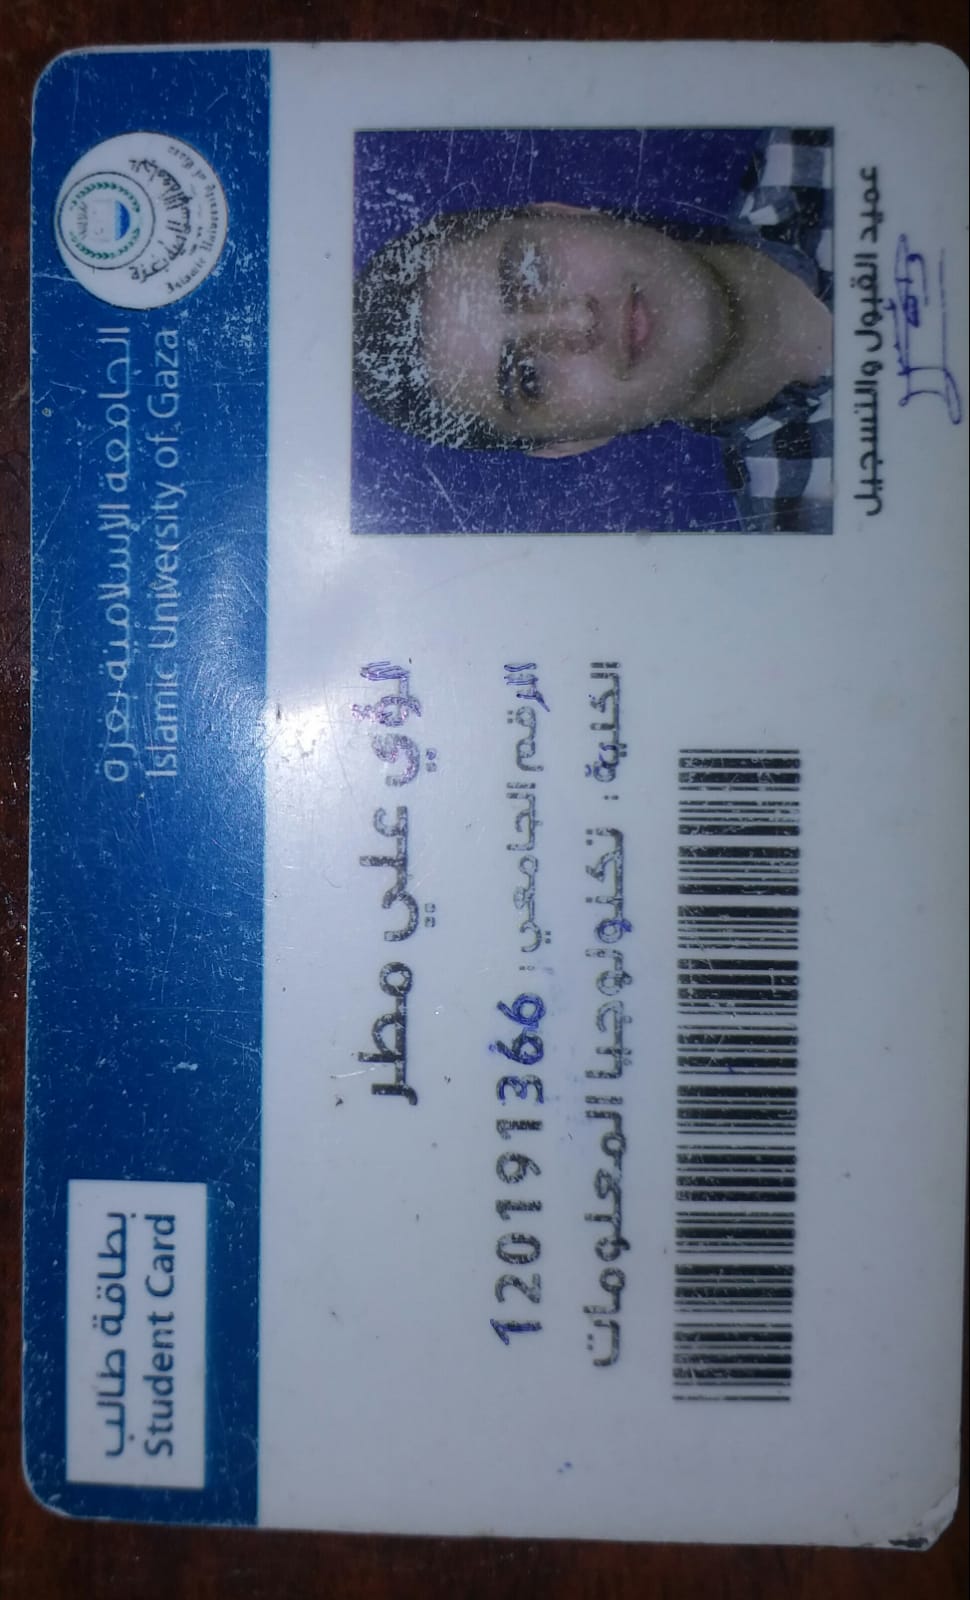 بطاقة طالب
Student Card
الجامعة الإسلامية بغزة
Islamic University of Gaza
الجامعة الإسلامية بغزة
Islamic University of Gaza
لؤي علي مطر
الرقم الجامعي: 120191366
الكلية: تكنولوجيا المعلومات
عميد القبول والتسجيل